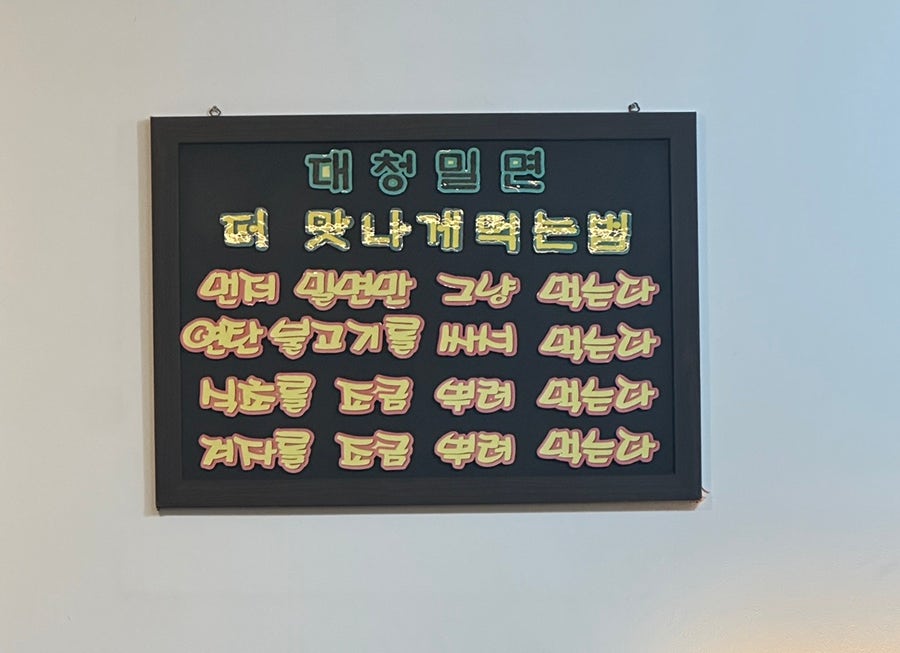 대청밀면
더 맛나게먹는법
먼저 밀면만 그냥 먹는다
연탄불고기를 먹는다
식초를 조금 뿌려 먹는다
겨자를 조금 뿌려 먹는다